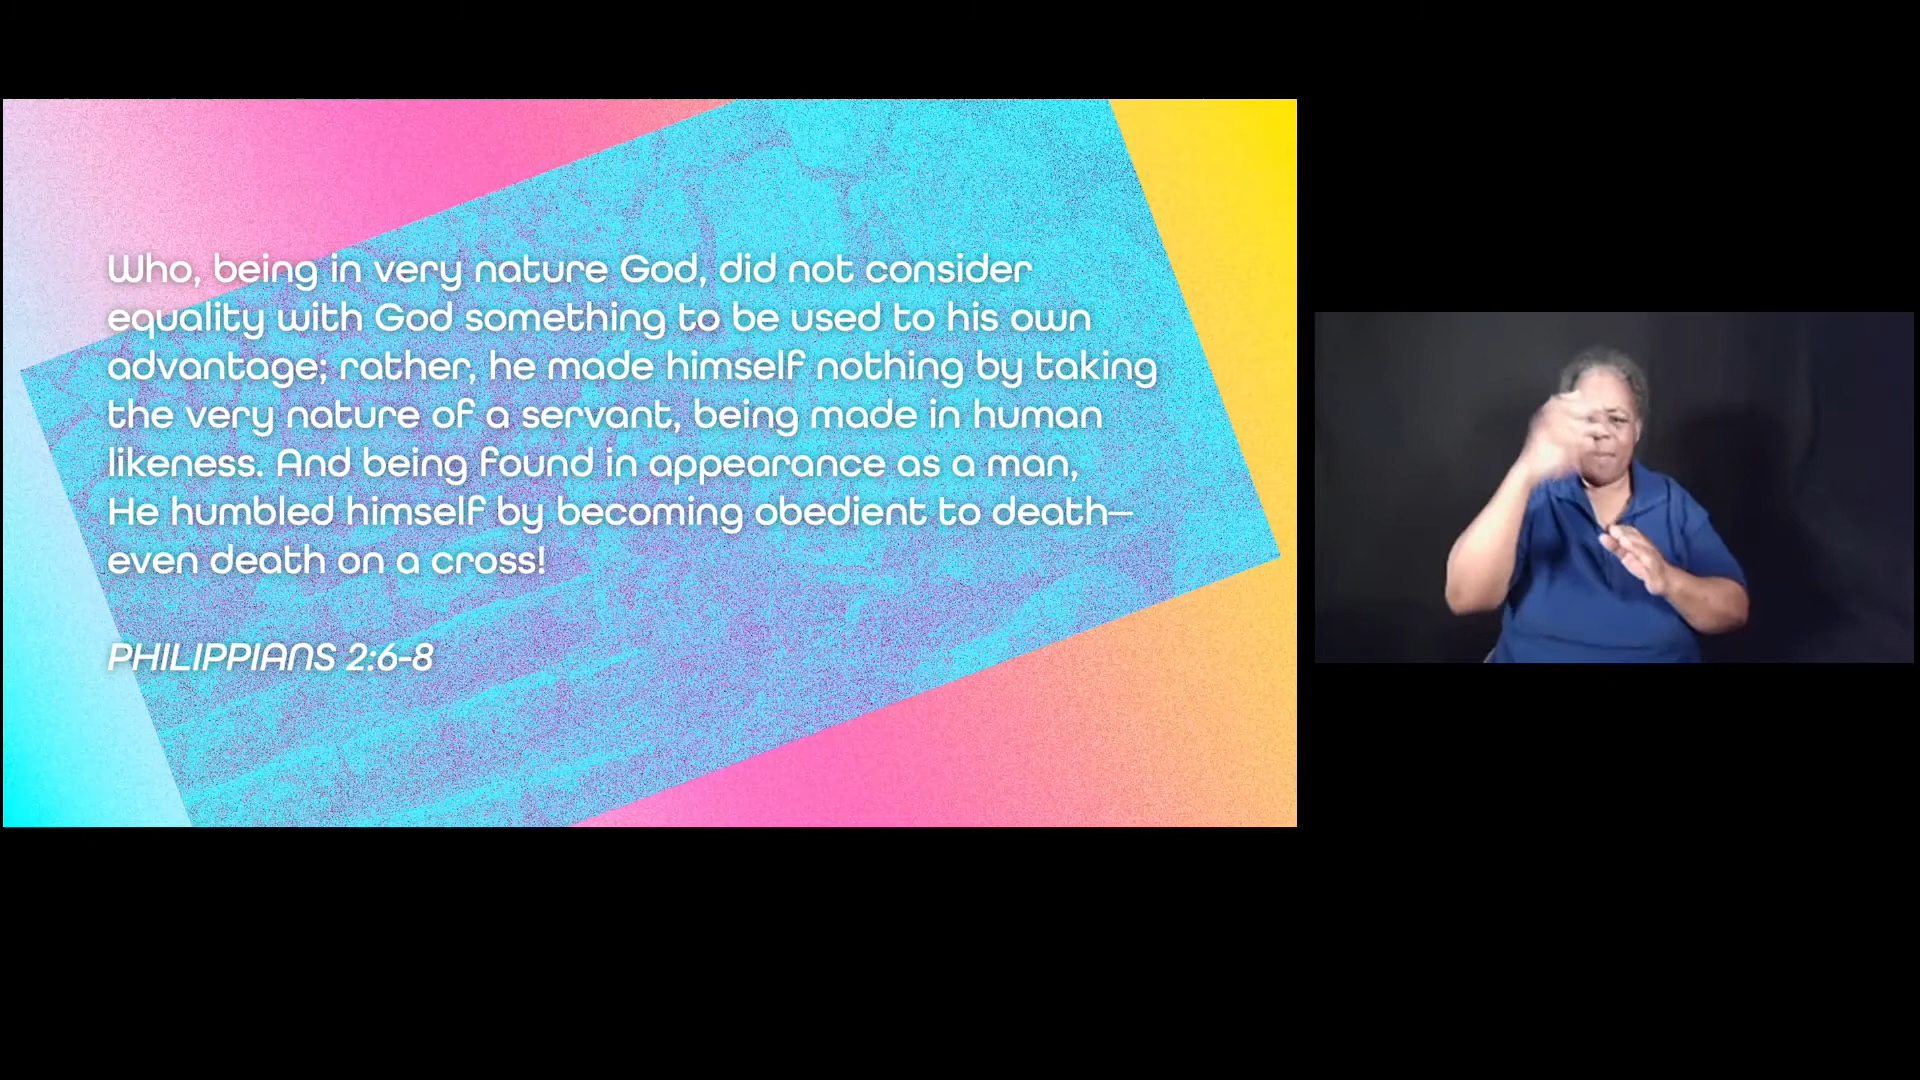 Who, being in very nature God, did not consider
equality with God something to be used to his own
advantage; rather, he made himself nothing by taking
the very nature of a servant, being made in human
likeness. And being found in appearance as a man,
He humbled himself by becoming obedient to death—
even death on a cross!
PHILIPPIANS 2:6-8